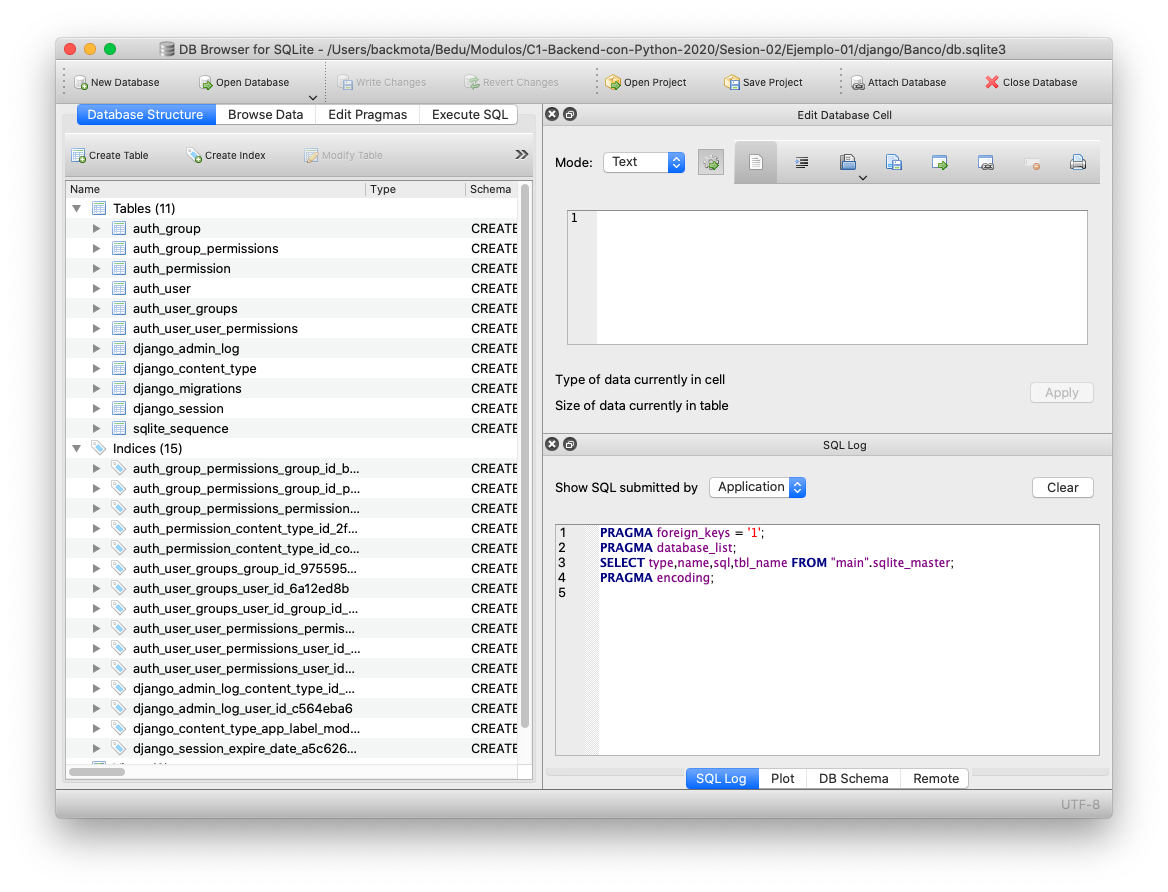 DB Browser for SQLite - /Users/backmota/Bedu/Modulos/C1-Backend-con-Python-2020/Sesion-02/Ejemplo-01/django/Banco/db.sqlite3
New Database Open Database Write Changes Revert Changes Open Project Save Project Attach Database Close Database
Database Structure Browse Data Edit Pragmas Execute SQL
Create Table Create Index Modify Table
Name Type Schema
Tables (11)
auth_group CREATE
auth_group_permissions CREATE
auth_permission CREATE
auth_user CREATE
auth_user_groups CREATE
auth_user_user_permissions CREATE
django_admin_log CREATE
django_content_type CREATE
django_migrations CREATE
django_session CREATE
sqlite_sequence CREATE
Indices (15)
auth_group_permissions_group_id_b... CREATE
auth_group_permissions_group_id_p... CREATE
auth_group_permissions_permission... CREATE
auth_permission_content_type_id_2f... CREATE
auth_permission_content_type_id_co... CREATE
auth_user_groups_group_id_975595... CREATE
auth_user_groups_user_id_6a12ed8b CREATE
auth_user_groups_user_id_group_id_... CREATE
auth_user_user_permissions_permis... CREATE
auth_user_user_permissions_user_id_... CREATE
auth_user_user_permissions_user_id... CREATE
django_admin_log_content_type_id_... CREATE
django_admin_log_user_id_c564eba6 CREATE
django_content_type_app_label_mod... CREATE
django_session_expire_date_a5c626... CREATE
Edit Database Cell
Mode: Text
1
Type of data currently in cell
Size of data currently in table
Apply
SQL Log
Show SQL submitted by Application Clear
1 PRAGMA foreign_keys = '1';
2 PRAGMA database_list;
3 SELECT type,name,sql,tbl_name FROM "main".sqlite_master;
4 PRAGMA encoding;
5
SQL Log Plot DB Schema Remote
UTF-8